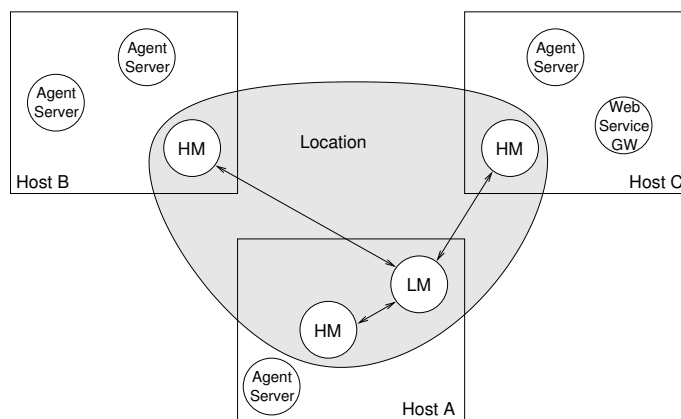 Agent
Server
Agent
Server
HM
Host B
Location
Agent
Server
Web
Service
GW
HM
Host C
LM
HM
Agent
Server
Host A